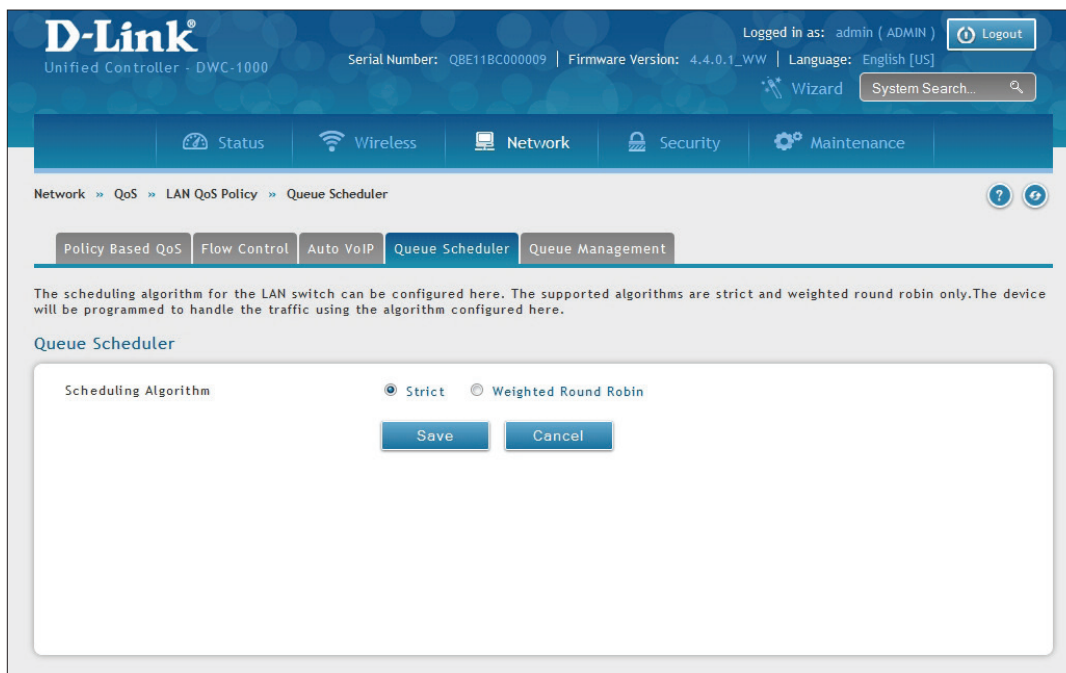 D-Link®
Unified Controller - DWC-1000
Logged in as: admin ( ADMIN ) Logout
Serial Number: QBE11BC000009 | Firmware Version: 4.4.0.1_WW | Language: English [US]
Wizard System Search...
Status Wireless Network Security Maintenance
Network » QoS » LAN QoS Policy » Queue Scheduler
?
Policy Based QoS Flow Control Auto VoIP Queue Scheduler Queue Management
The scheduling algorithm for the LAN switch can be configured here. The supported algorithms are strict and weighted round robin only.The device
will be programmed to handle the traffic using the algorithm configured here.
Queue Scheduler
Scheduling Algorithm Strict Weighted Round Robin
Save Cancel